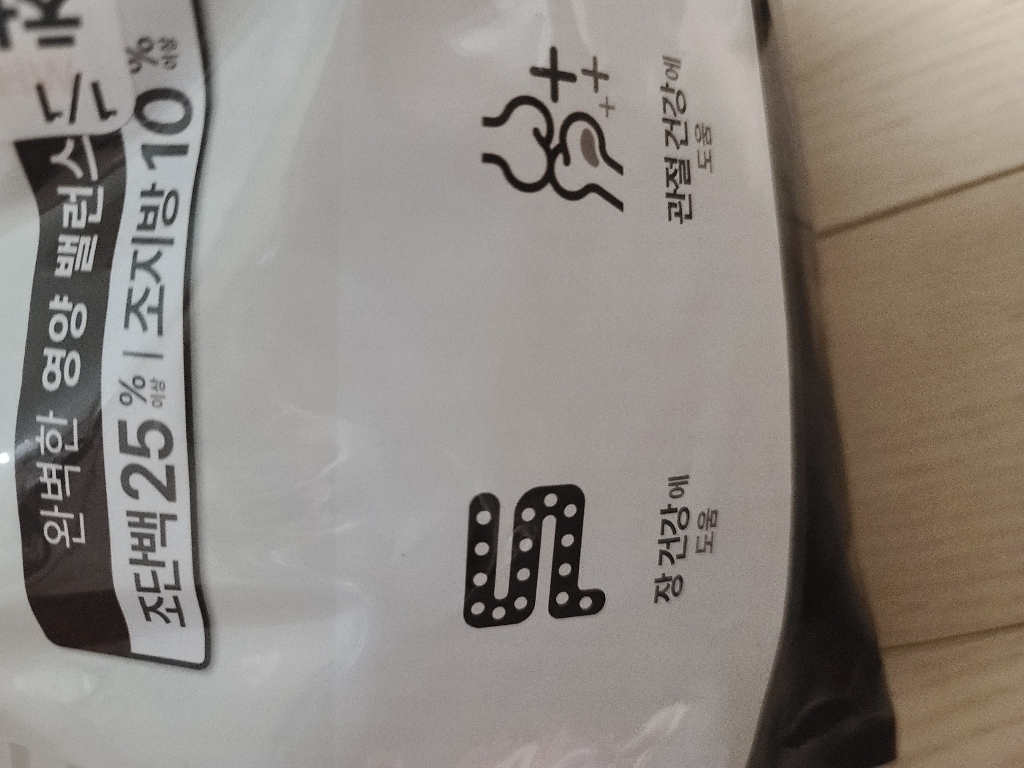 완벽한 영양 밸런스
조단백 25% 이상 | 조지방 10% 이상
장 건강에
도움
관절 건강에
도움